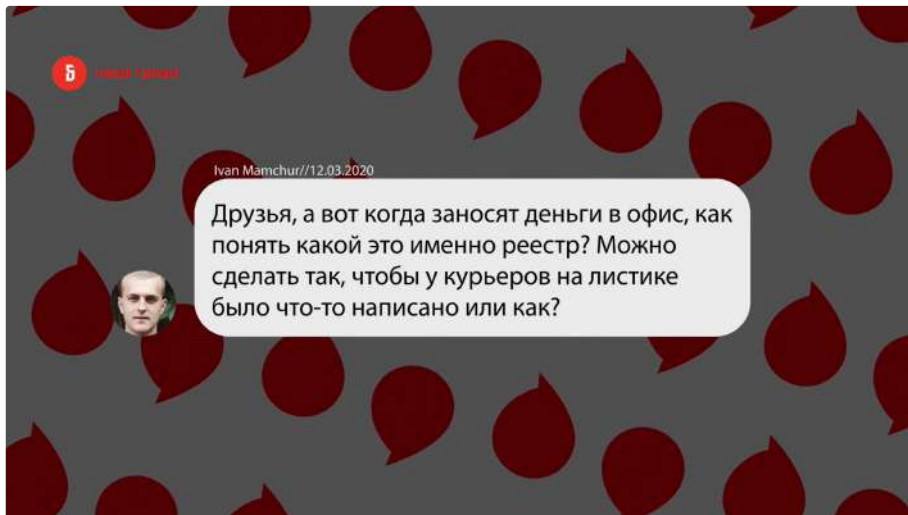 Б
Ivan Mamchur//12.03.2020
Друзья, а вот когда заносят деньги в офис, как
понять какой это именно реестр? Можно
сделать так, чтобы у курьеров на листике
было что-то написано или как?